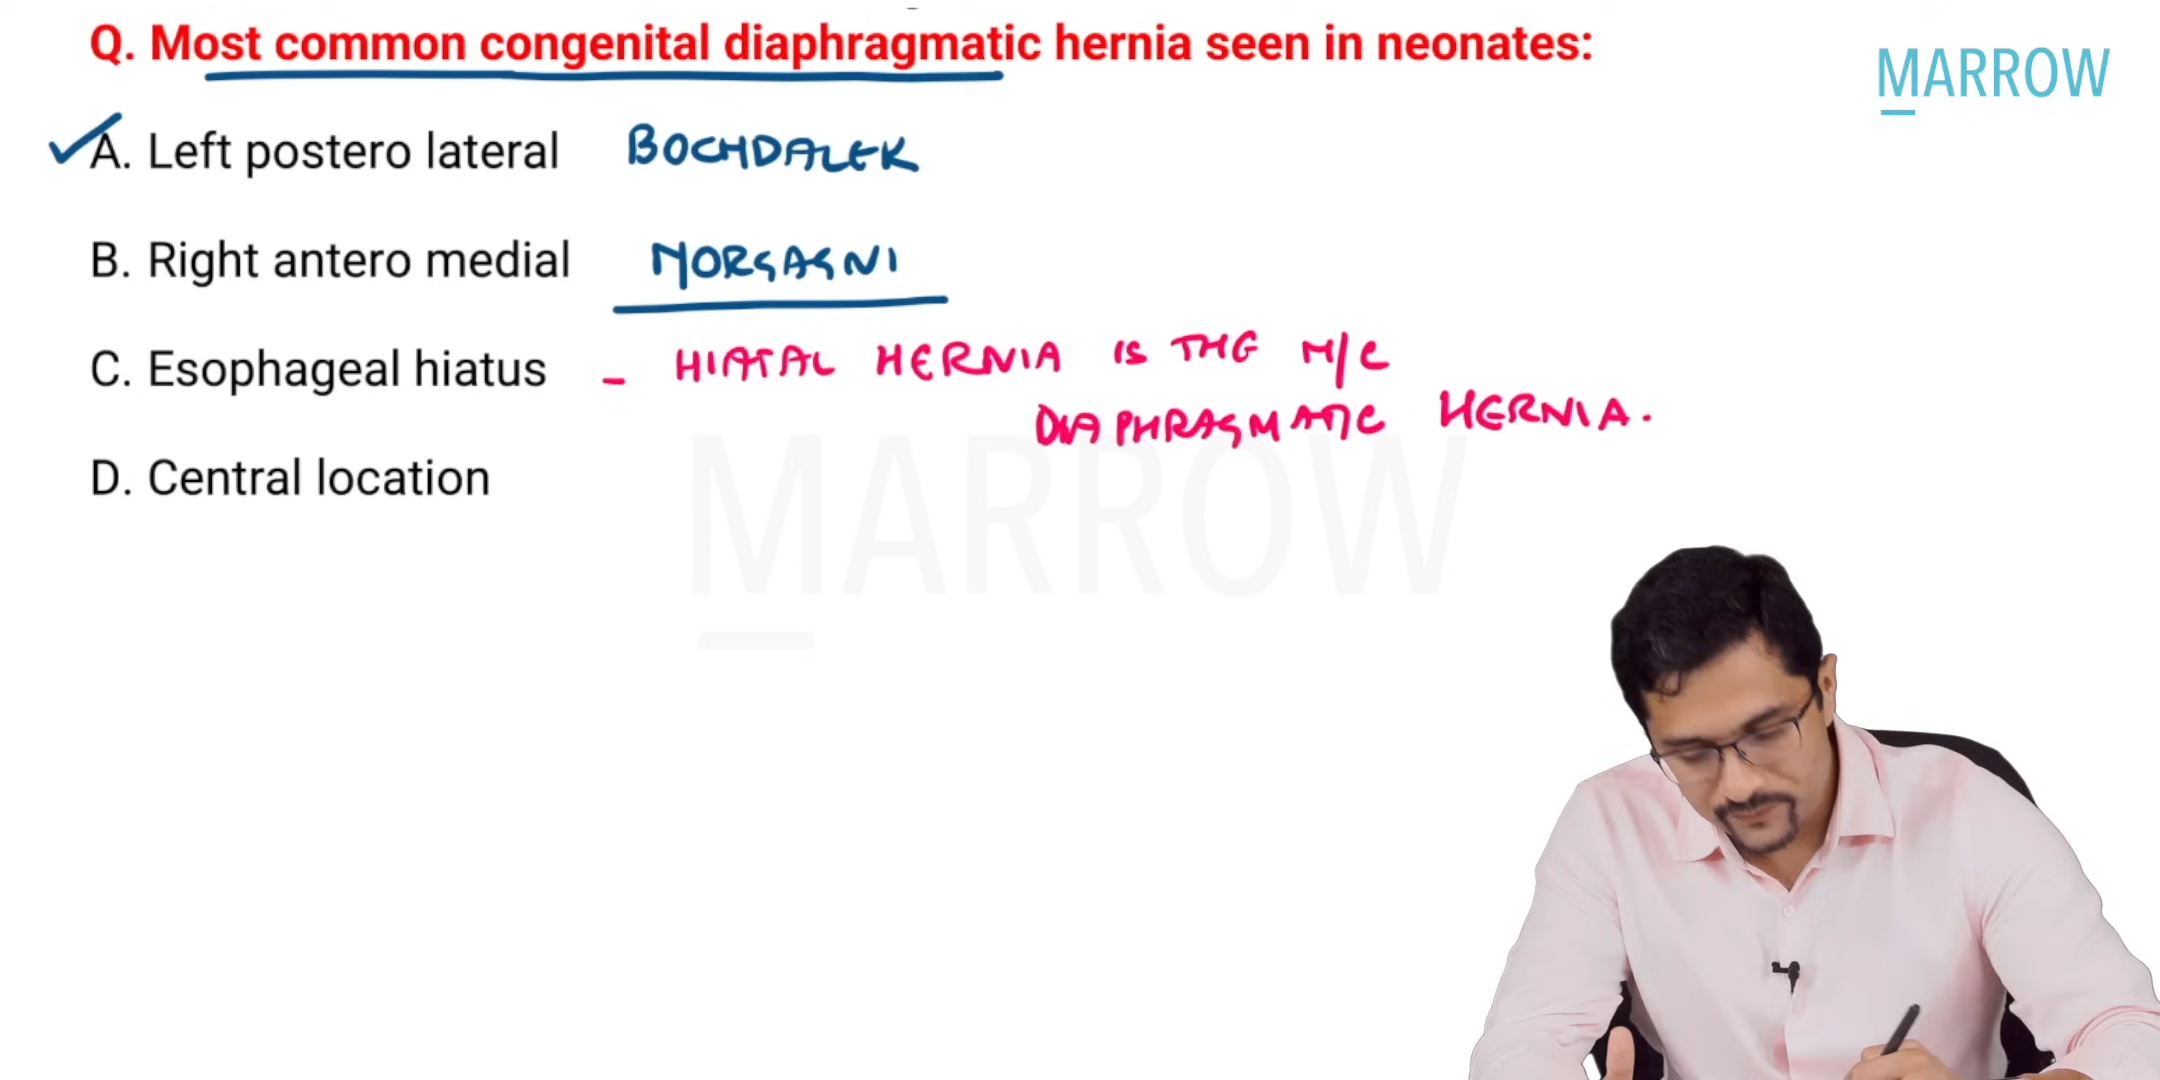 Q. Most common congenital diaphragmatic hernia seen in neonates:
MARROW
A. Left postero lateral BOCHDALEK
B. Right antero medial MORGAGNI
C. Esophageal hiatus - HIATAL HERNIA IS THE M/C
DIAPHRAGMATIC HERNIA.
D. Central location
MARROW